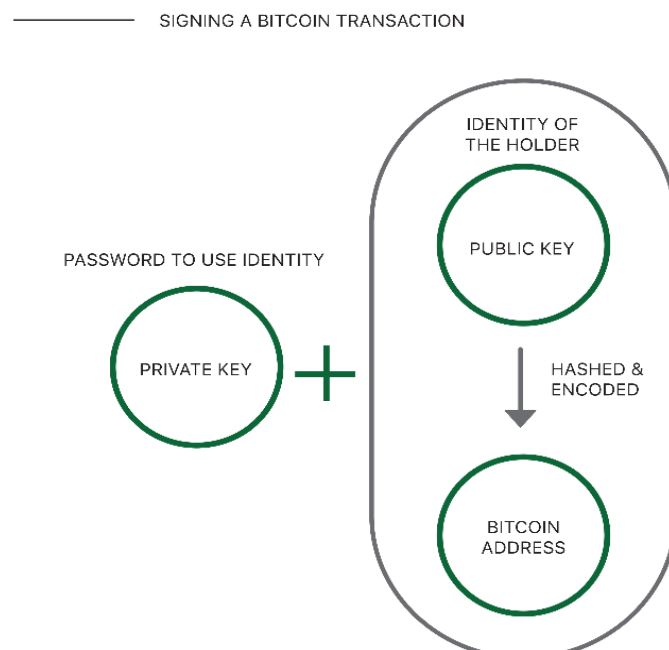 SIGNING A BITCOIN TRANSACTION
IDENTITY OF
THE HOLDER
PUBLIC KEY
PASSWORD TO USE IDENTITY
PRIVATE KEY
HASHED &
ENCODED
BITCOIN
ADDRESS